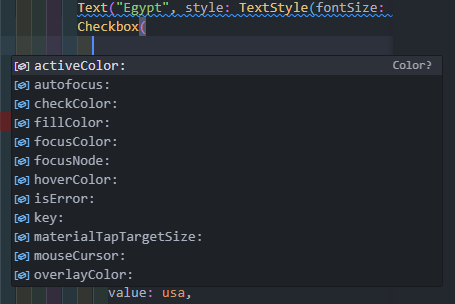 Text("Egypt", style: TextStyle(fontSize:
Checkbox(
activeColor: Color?
autofocus:
checkColor:
fillColor:
focusColor:
focusNode:
hoverColor:
isError:
key:
materialTapTargetSize:
mouseCursor:
overlayColor:
value: usa,